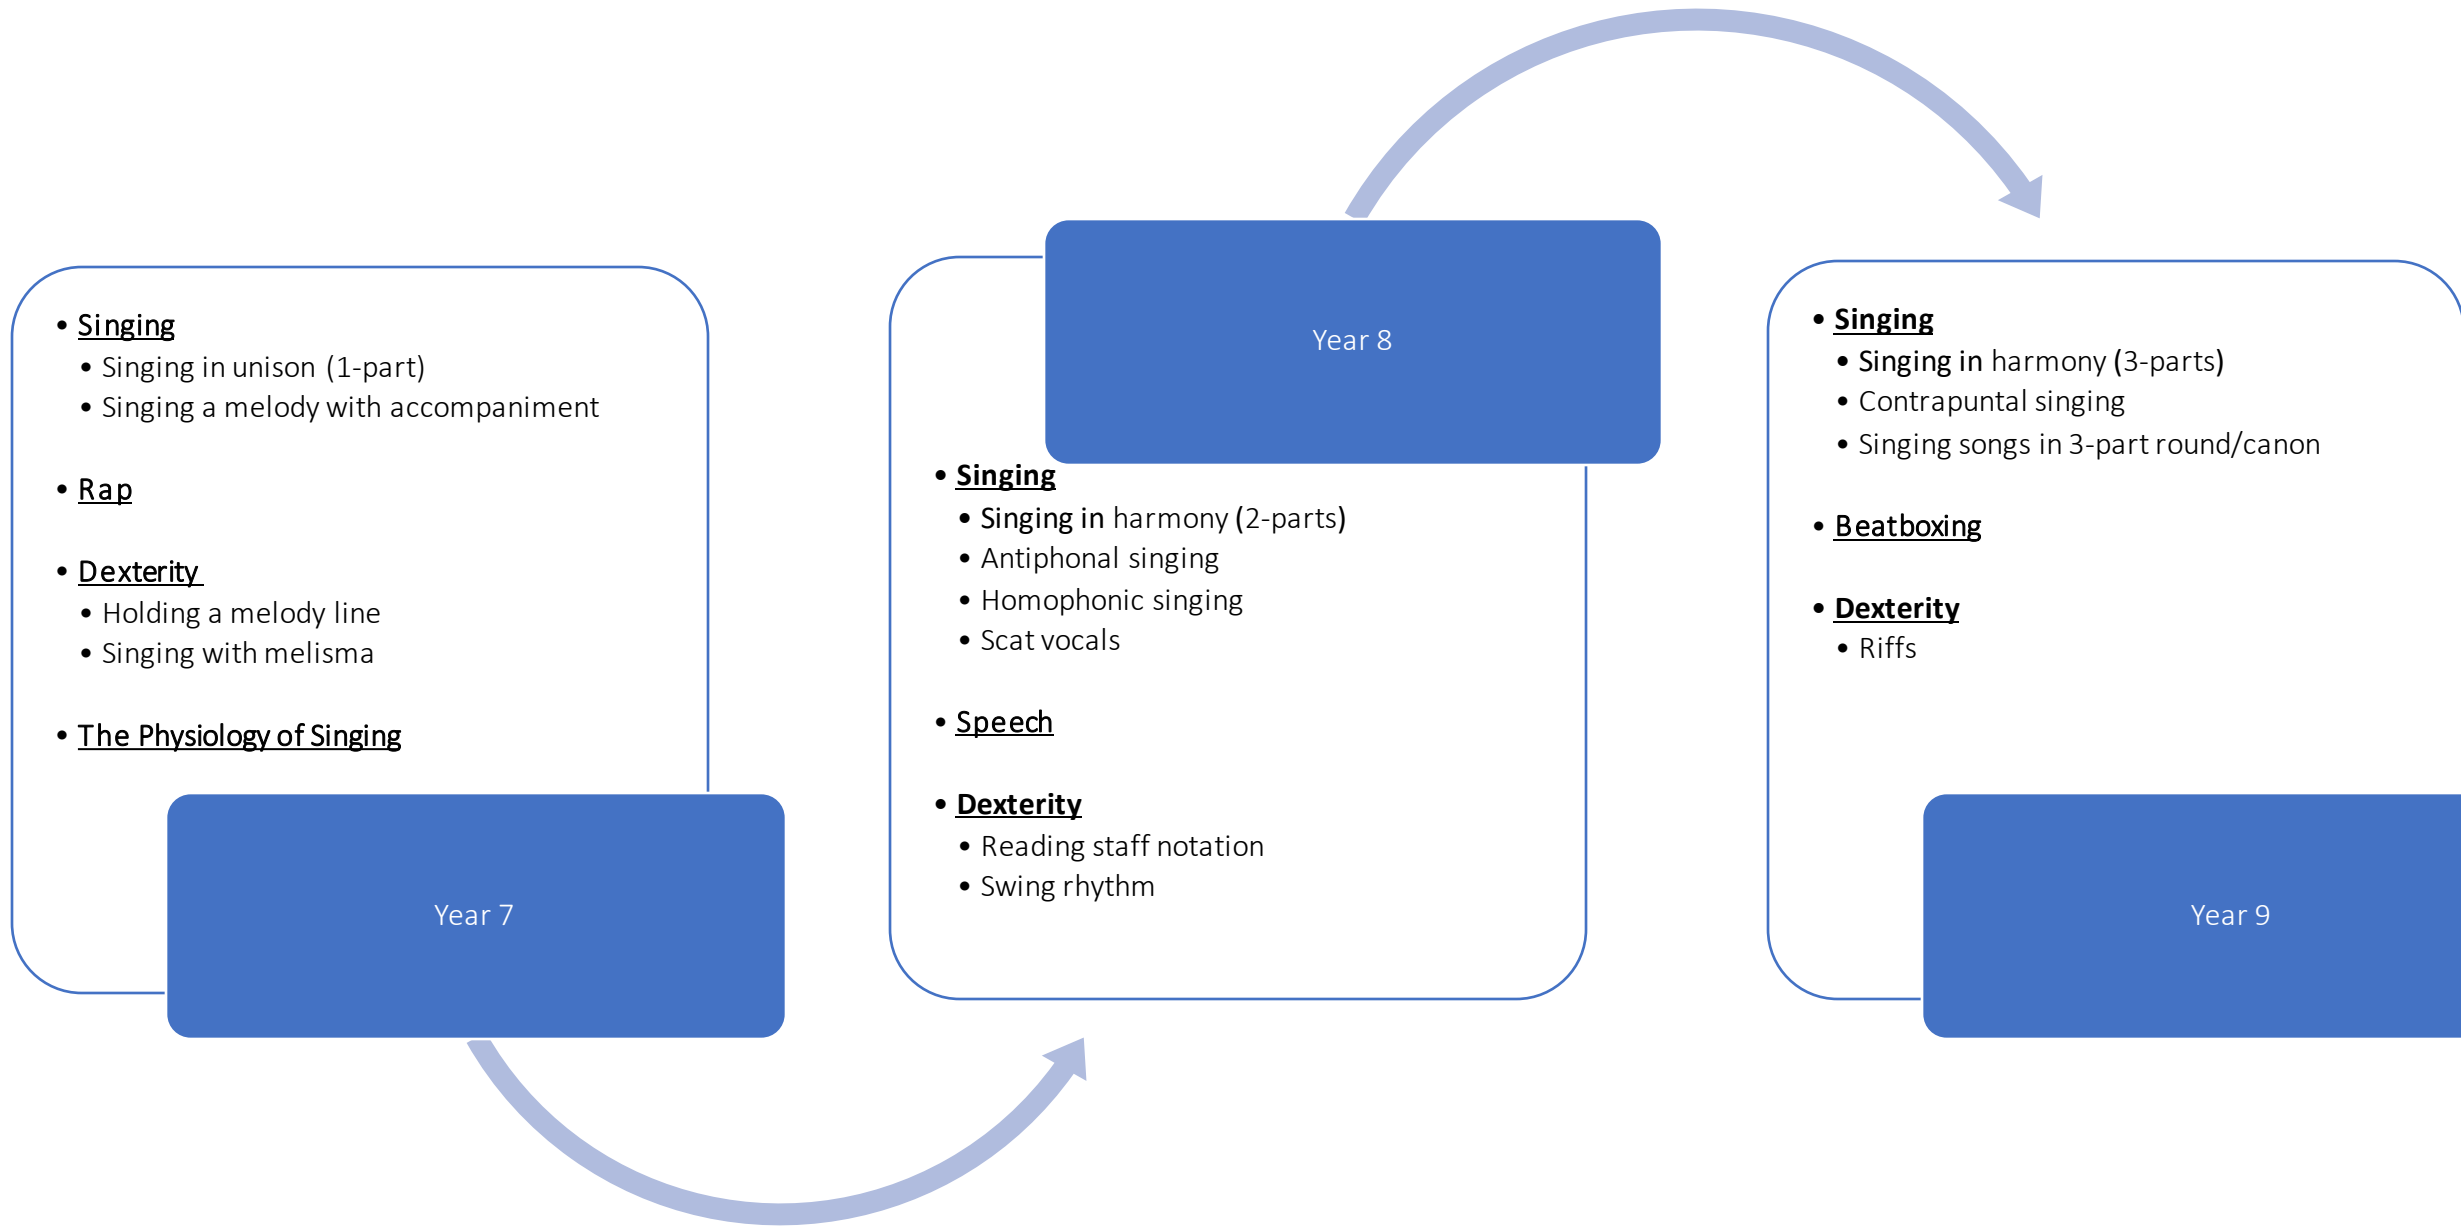 • Singing
• Singing in unison (1-part)
• Singing a melody with accompaniment
• Rap
• Dexterity
• Holding a melody line
• Singing with melisma
• The Physiology of Singing
Year 7
Year 8
• Singing
• Singing in harmony (2-parts)
• Antiphonal singing
• Homophonic singing
• Scat vocals
• Speech
• Dexterity
• Reading staff notation
• Swing rhythm
• Singing
• Singing in harmony (3-parts)
• Contrapuntal singing
• Singing songs in 3-part round/canon
• Beatboxing
• Dexterity
• Riffs
Year 9